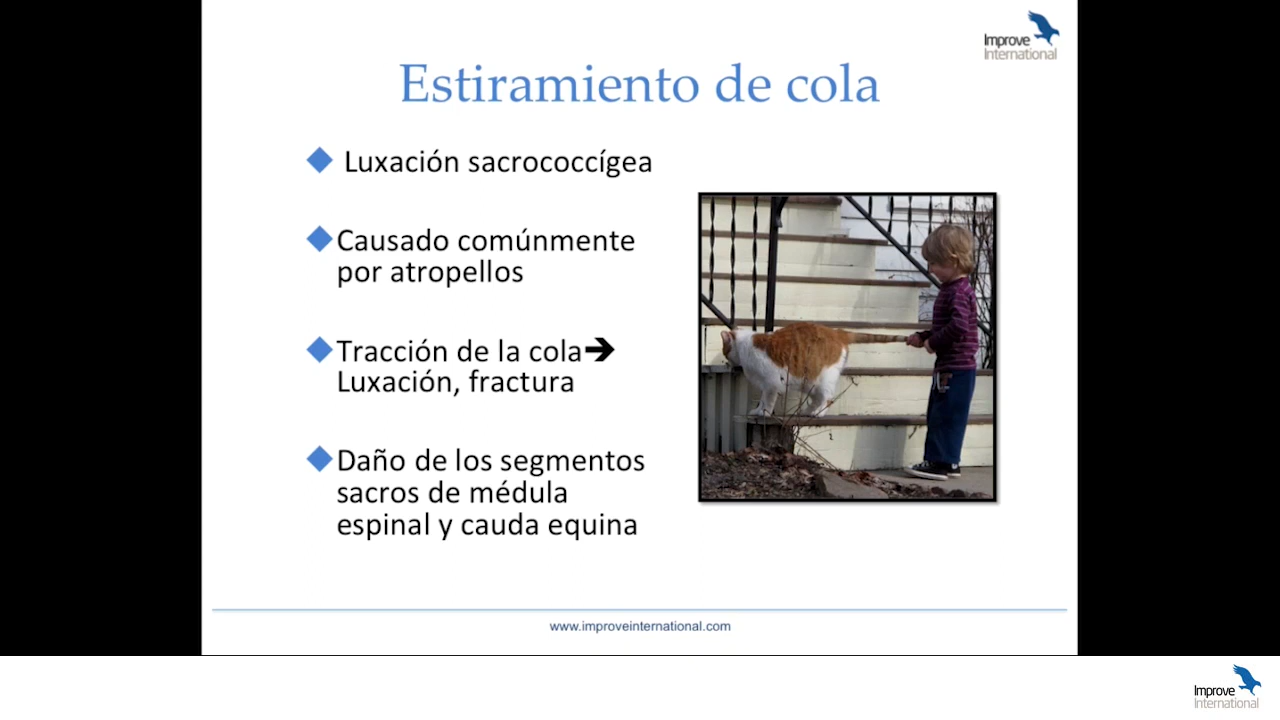 Improve
International
Estiramiento de cola
Luxación sacrococcígea
Causado comúnmente
por atropellos
Tracción de la cola➔
Luxación, fractura
Daño de los segmentos
sacros de médula
espinal y cauda equina
www.improveinternational.com
Improve
International